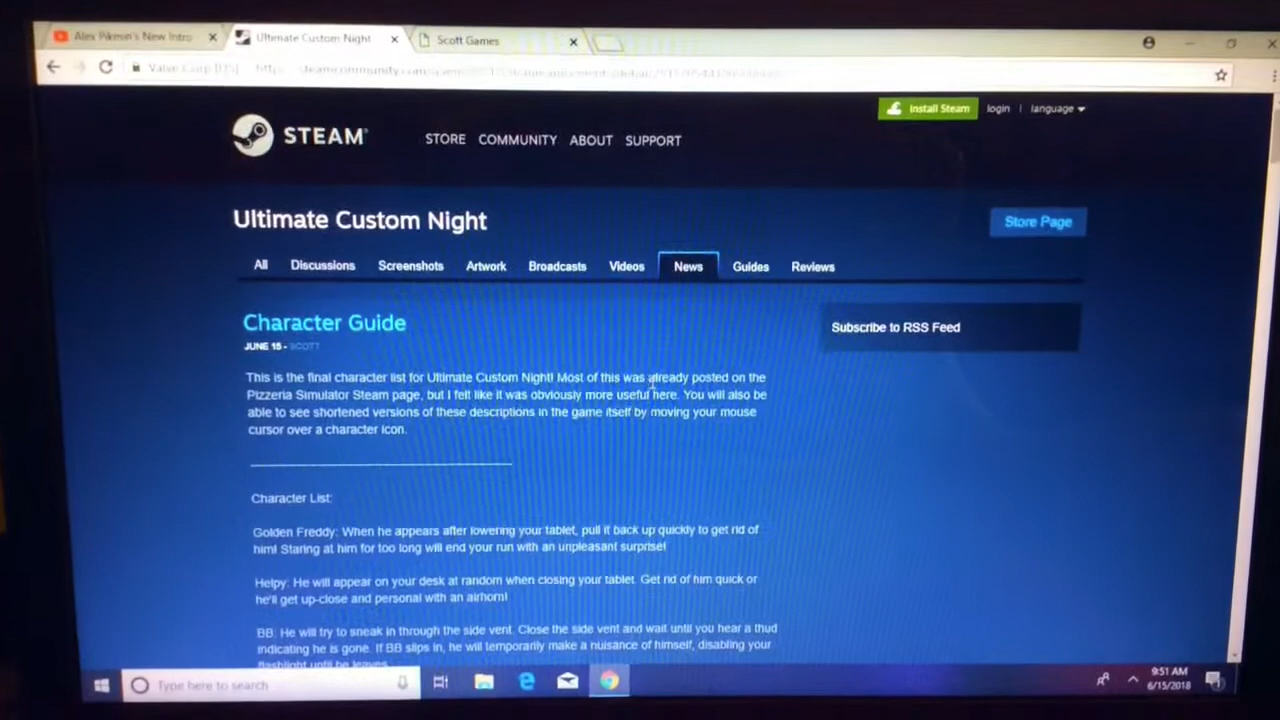 Alex Pikmin's New Intro
Ultimate Custom Night
Scott Games
Valve Corp [US]
Install Steam
login
language
STEAM
STORE COMMUNITY ABOUT SUPPORT
Ultimate Custom Night
Store Page
All Discussions Screenshots Artwork Broadcasts Videos News Guides Reviews
Character Guide
JUNE 15 - SCOTT
Subscribe to RSS Feed
This is the final character list for Ultimate Custom Night! Most of this was already posted on the
Pizzeria Simulator Steam page, but I felt like it was obviously more useful here. You will also be
able to see shortened versions of these descriptions in the game itself by moving your mouse
cursor over a character icon.
Character List:
Golden Freddy: When he appears after lowering your tablet, pull it back up quickly to get rid of
him! Staring at him for too long will end your run with an unpleasant surprise!
Helpy: He will appear on your desk at random when closing your tablet. Get rid of him quick or
he'll get up-close and personal with an airhorn!
BB: He will try to sneak in through the side vent. Close the side vent and wait until you hear a thud
indicating he is gone. If BB slips in, he will temporarily make a nuisance of himself, disabling your
flashlight until he leaves.
Type here to search
9:51 AM
6/15/2018